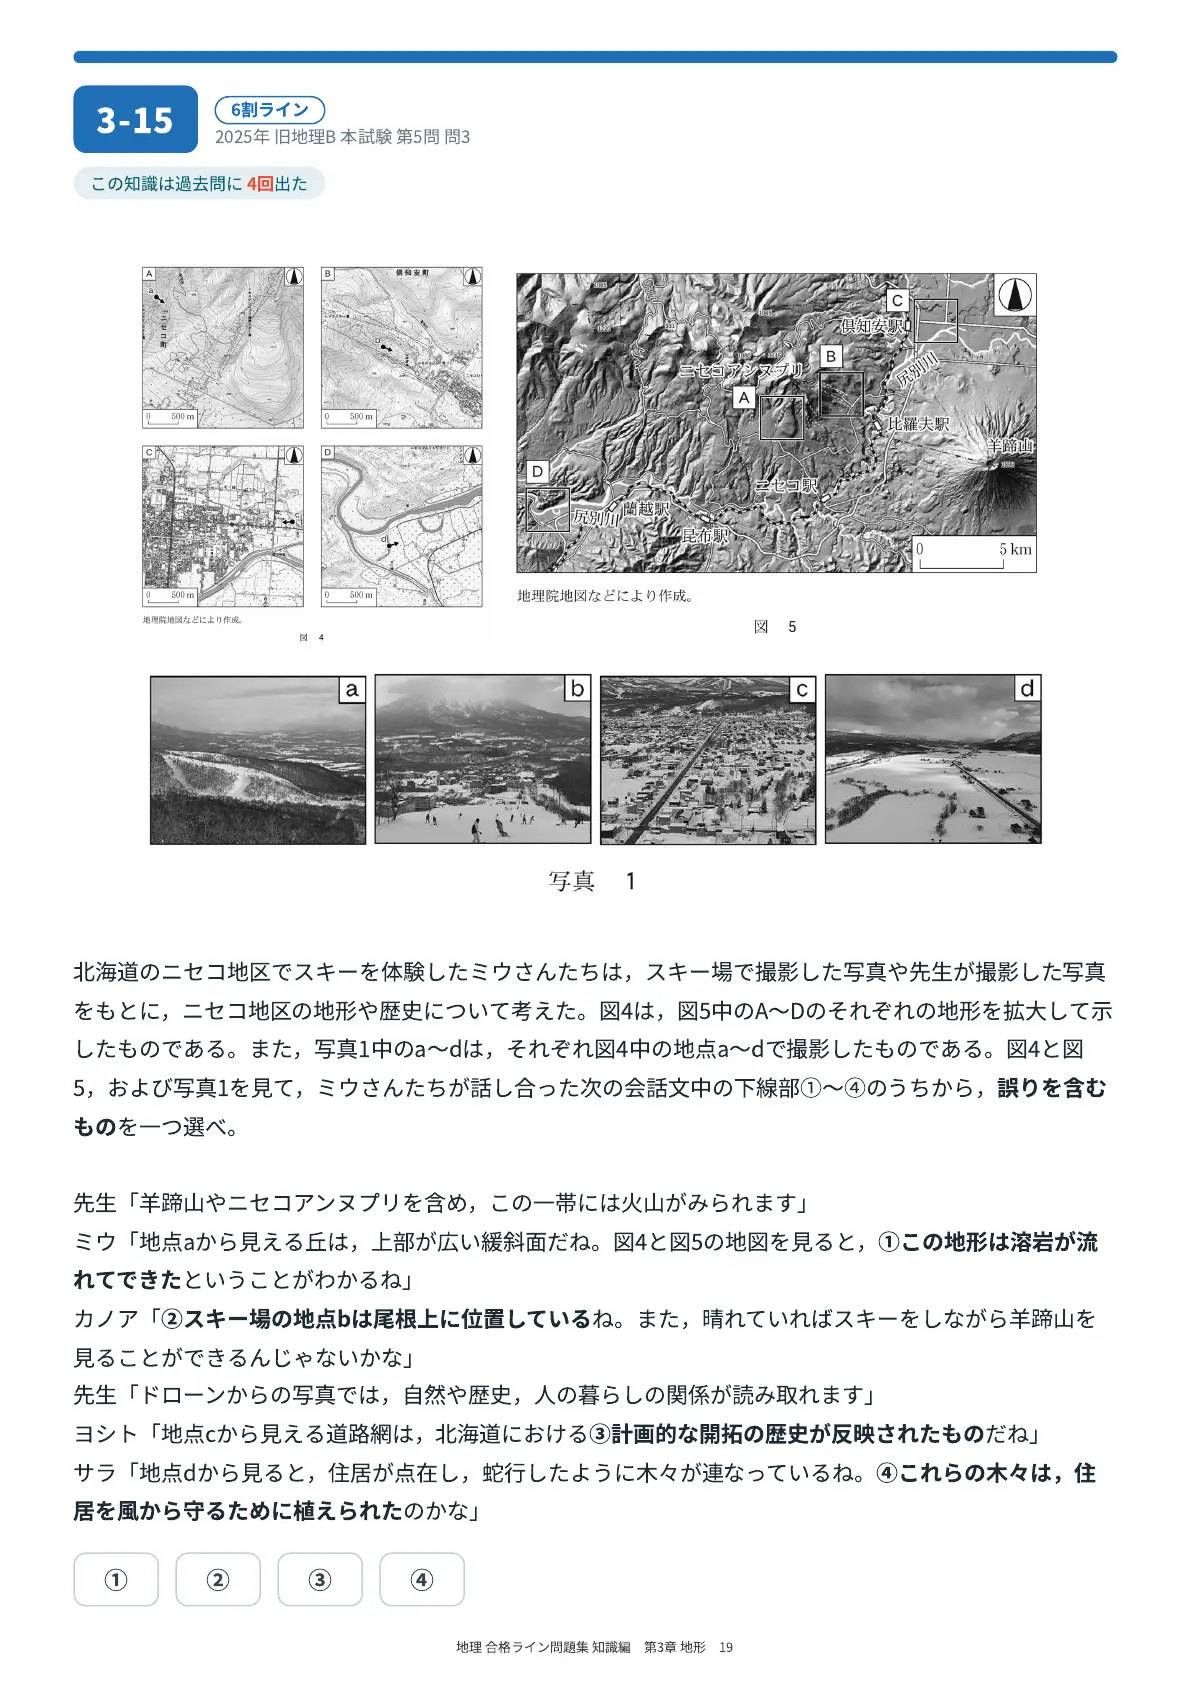 3-15
6割ライン
2025年 旧地理B 本試験 第5問 問3
この知識は過去問に 4回出た
A
B
C
D
a
ニセコ町
倶知安町
b
c
d
0 500 m
0 500 m
0 500 m
0 500 m
地理院地図などにより作成。
図 4
C
倶知安駅
尻別川
ニセコアンヌプリ
B
A
比羅夫駅
羊蹄山
D
ニセコ駅
尻別川
蘭越駅
昆布駅
0 5 km
地理院地図などにより作成。
図 5
a
b
c
d
写真 1
北海道のニセコ地区でスキーを体験したミウさんたちは，スキー場で撮影した写真や先生が撮影した写真
をもとに，ニセコ地区の地形や歴史について考えた。図4は，図5中のA～Dのそれぞれの地形を拡大して示
したものである。また，写真1中のa～dは，それぞれ図4中の地点a～dで撮影したものである。図4と図
5，および写真1を見て，ミウさんたちが話し合った次の会話文中の下線部①～④のうちから，誤りを含む
ものを一つ選べ。
先生「羊蹄山やニセコアンヌプリを含め，この一帯には火山がみられます」
ミウ「地点aから見える丘は，上部が広い緩斜面だね。図4と図5の地図を見ると，①この地形は溶岩が流
れてできたということがわかるね」
カノア「②スキー場の地点bは尾根上に位置しているね。また，晴れていればスキーをしながら羊蹄山を
見ることができるんじゃないかな」
先生「ドローンからの写真では，自然や歴史，人の暮らしの関係が読み取れます」
ヨシト「地点cから見える道路網は，北海道における③計画的な開拓の歴史が反映されたものだね」
サラ「地点dから見ると，住居が点在し，蛇行したように木々が連なっているね。④これらの木々は，住
居を風から守るために植えられたのかな」
① ② ③ ④
地理 合格ライン問題集 知識編 第3章 地形 19